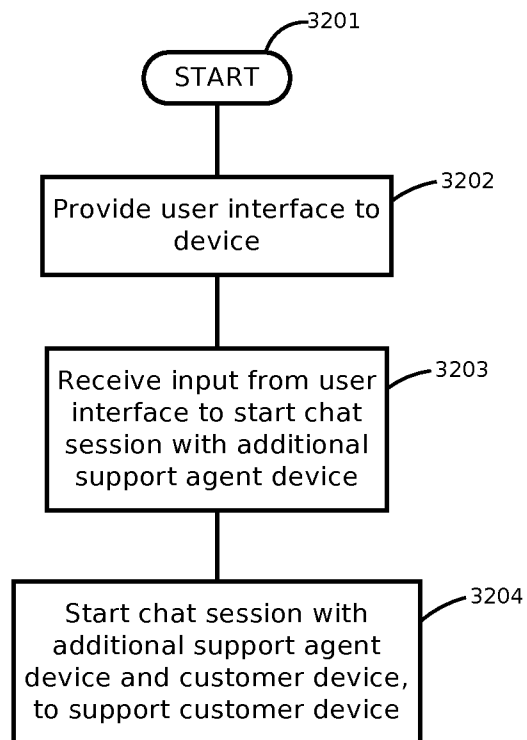 3201
START
3202
Provide user interface to
device
3203
Receive input from user
interface to start chat
session with additional
support agent device
3204
Start chat session with
additional support agent
device and customer device,
to support customer device